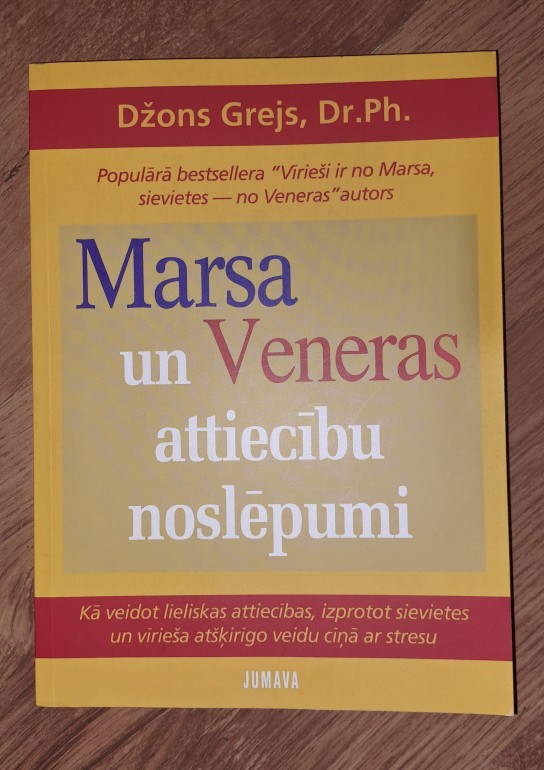 Džons Grejs, Dr.Ph.
Populārā bestsellera “Vīrieši ir no Marsa,
sievietes — no Veneras” autors
Marsa
un Veneras
attiecību
noslēpumi
Kā veidot lieliskas attiecības, izprotot sievietes
un vīrieša atšķirīgo veidu cīņā ar stresu
JUMAVA